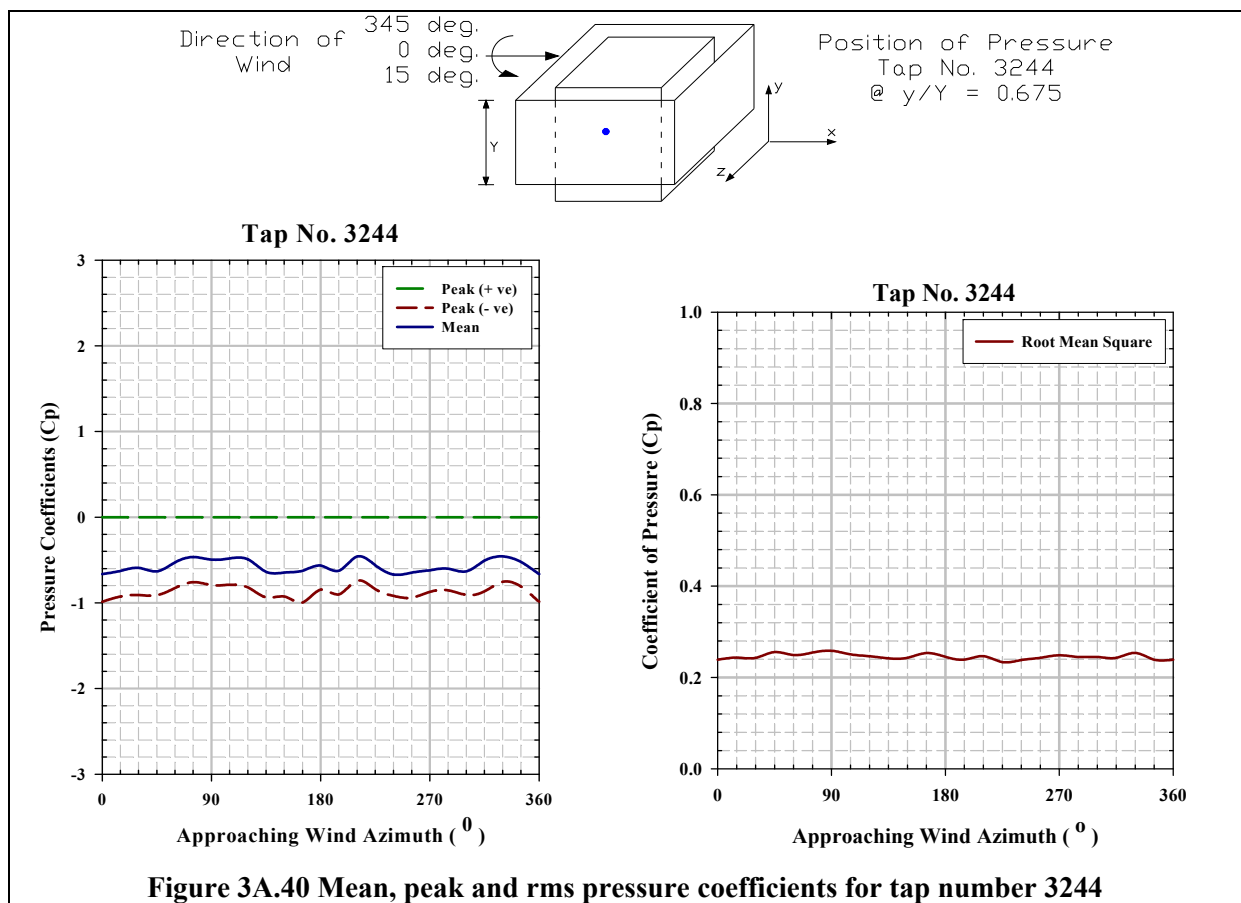 Direction of Wind
345 deg.
0 deg.
15 deg.
Position of Pressure
Tap No. 3244
@ y/Y = 0.675
Y
y
x
z
Tap No. 3244
Peak (+ ve)
Peak (- ve)
Mean
3
2
1
0
-1
-2
-3
Pressure Coefficients (Cp)
0
90
180
270
360
Approaching Wind Azimuth ( 0 )
Tap No. 3244
Root Mean Square
1.0
0.8
0.6
0.4
0.2
0.0
Coefficient of Pressure (Cp)
0
90
180
270
360
Approaching Wind Azimuth ( o )
Figure 3A.40 Mean, peak and rms pressure coefficients for tap number 3244